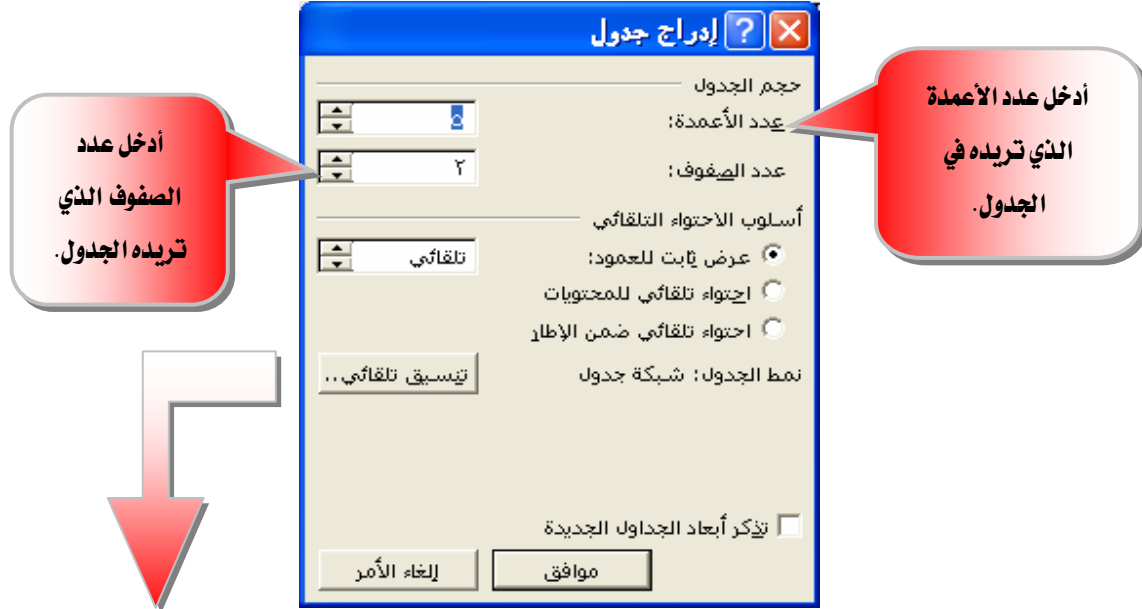 إدراج جدول
حجم الجدول
عدد الأعمدة:
٥
عدد الصفوف:
٢
أسلوب الاحتواء التلقائي
عرض ثابت للعمود:
تلقائي
احتواء تلقائي للمحتويات
احتواء تلقائي ضمن الإطار
نمط الجدول: شبكة جدول
تنسيق تلقائي..
تذكر أبعاد الجداول الجديدة
موافق
إلغاء الأمر
أدخل عدد الأعمدة
الذي تريده في
الجدول.
أدخل عدد
الصفوف الذي
تريده الجدول.